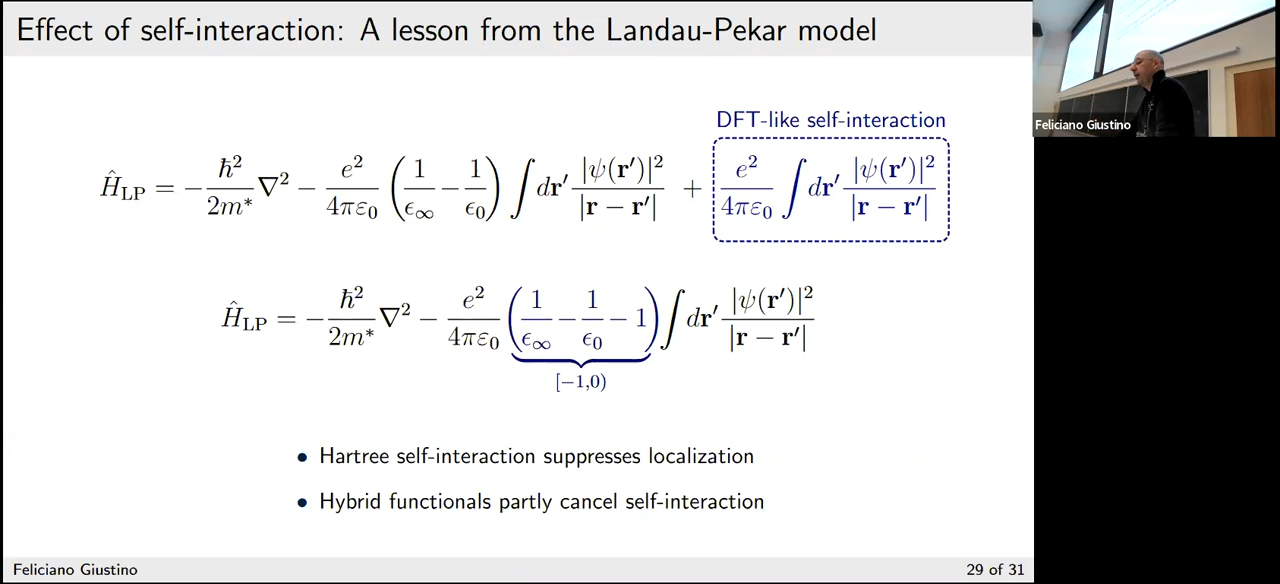 Effect of self-interaction: A lesson from the Landau-Pekar model
DFT-like self-interaction
Ĥ_LP = −ħ²/2m* ∇² − e²/4πε₀ (1/ϵ∞ − 1/ϵ₀) ∫ dr′ |ψ(r′)|²/|r − r′| + e²/4πε₀ ∫ dr′ |ψ(r′)|²/|r − r′|
Ĥ_LP = −ħ²/2m* ∇² − e²/4πε₀ (1/ϵ∞ − 1/ϵ₀ − 1) ∫ dr′ |ψ(r′)|²/|r − r′|
[−1,0)
• Hartree self-interaction suppresses localization
• Hybrid functionals partly cancel self-interaction
Feliciano Giustino
29 of 31
Feliciano Giustino